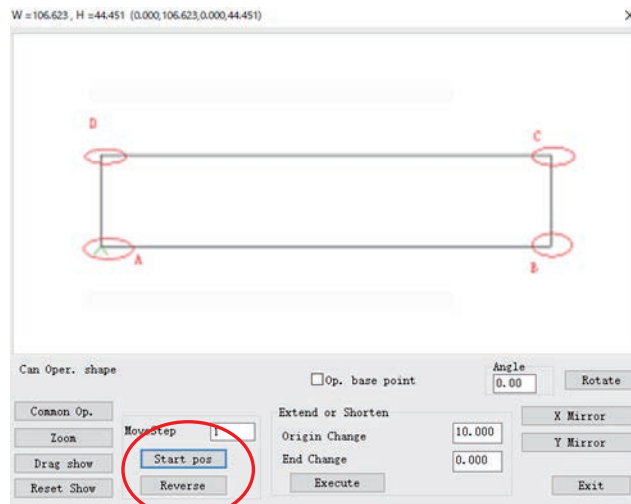 W =106.623 , H =44.451 (0.000,106.623,0.000,44.451)
D
C
A
B
Can Oper. shape
Op. base point
Angle
0.00
Rotate
Common Op.
Zoom
Drag show
Reset Show
MoveStep 1
Start pos
Reverse
Extend or Shorten
Origin Change 10.000
End Change 0.000
Execute
X Mirror
Y Mirror
Exit